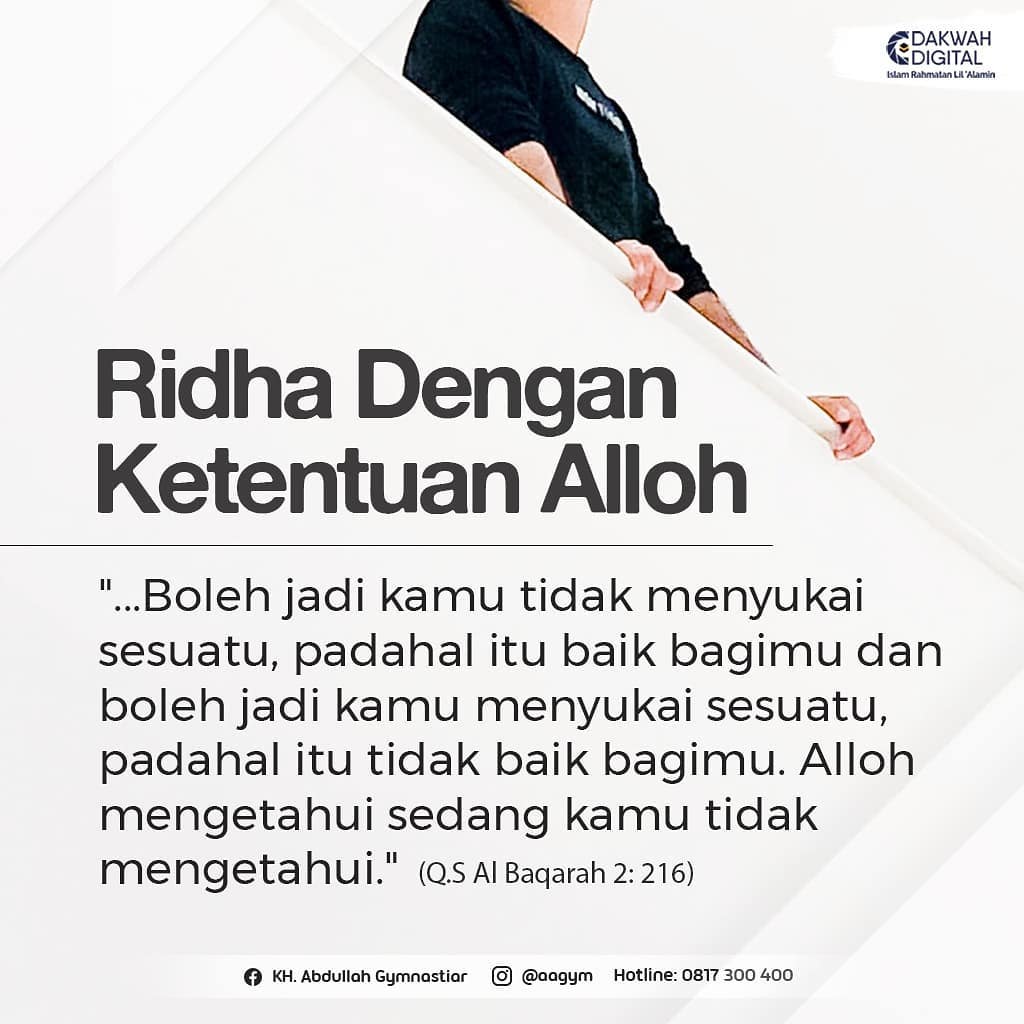 DAKWAH
DIGITAL
Islam Rahmatan Lil 'Alamin
Ridha Dengan
Ketentuan Alloh
"...Boleh jadi kamu tidak menyukai
sesuatu, padahal itu baik bagimu dan
boleh jadi kamu menyukai sesuatu,
padahal itu tidak baik bagimu. Alloh
mengetahui sedang kamu tidak
mengetahui." (Q.S Al Baqarah 2: 216)
KH. Abdullah Gymnastiar @aagym Hotline: 0817 300 400